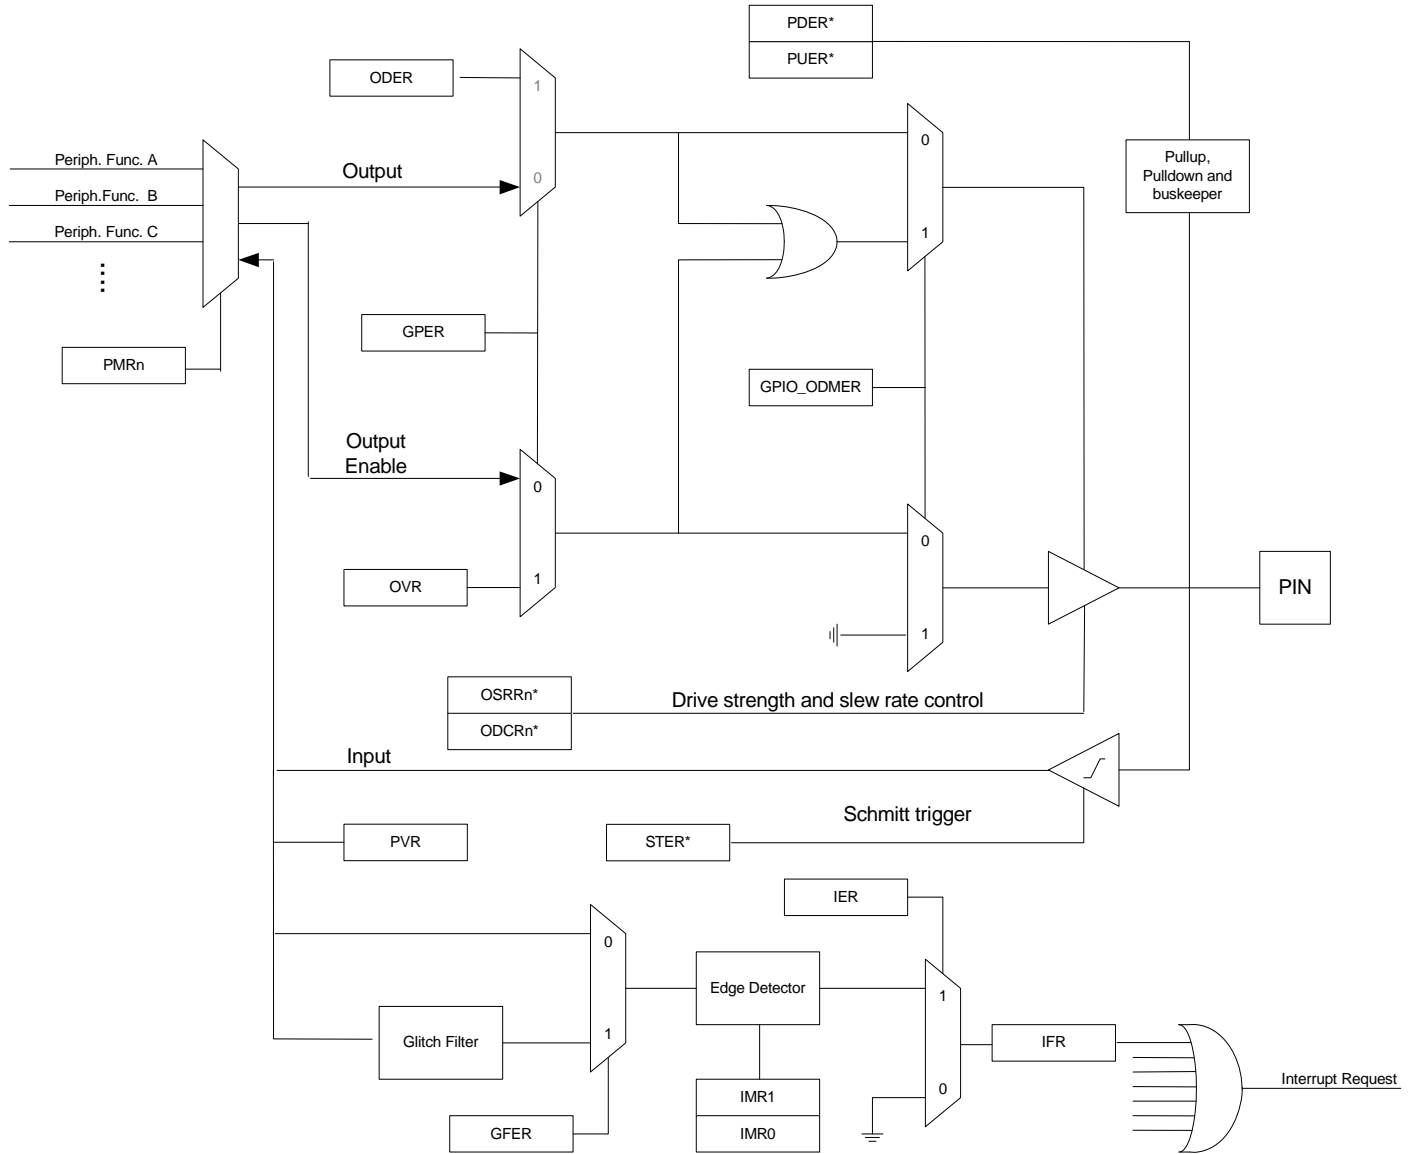 PDER*
PUER*
ODER
1
0
Periph. Func. A
Periph.Func. B
Periph. Func. C
Output
0
1
Pullup,
Pulldown and
buskeeper
GPER
PMRn
GPIO_ODMER
Output
Enable
0
1
OVR
0
1
PIN
OSRRn*
ODCRn*
Drive strength and slew rate control
Input
Schmitt trigger
PVR
STER*
IER
0
1
Edge Detector
1
0
Glitch Filter
IFR
IMR1
IMR0
GFER
Interrupt Request